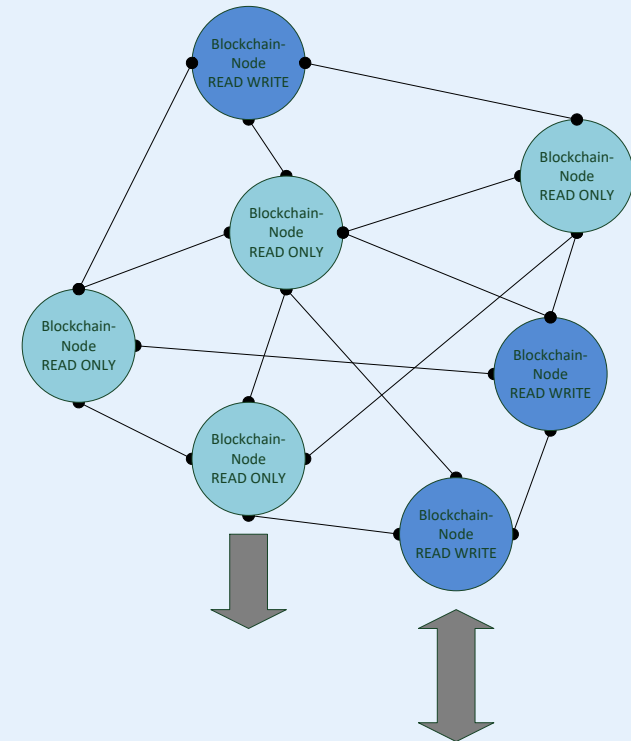 Blockchain-
Node
READ WRITE
Blockchain-
Node
READ ONLY
Blockchain-
Node
READ ONLY
Blockchain-
Node
READ ONLY
Blockchain-
Node
READ WRITE
Blockchain-
Node
READ ONLY
Blockchain-
Node
READ WRITE